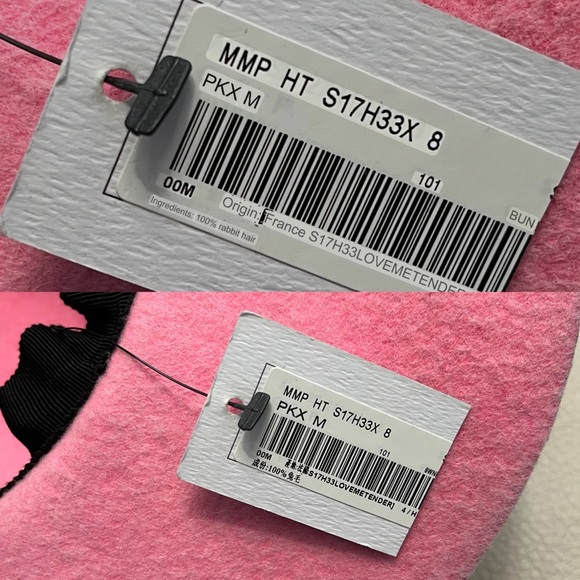 MMP HT S17H33X 8
PKX M
101
00M
BUN
Origin: France S17H33LOVEMETENDER
Ingredients: 100% rabbit hair
MMP HT S17H33X 8
PKX M
101
00M
S17H33LOVEMETENDER] 4/H
成份:100%兔毛